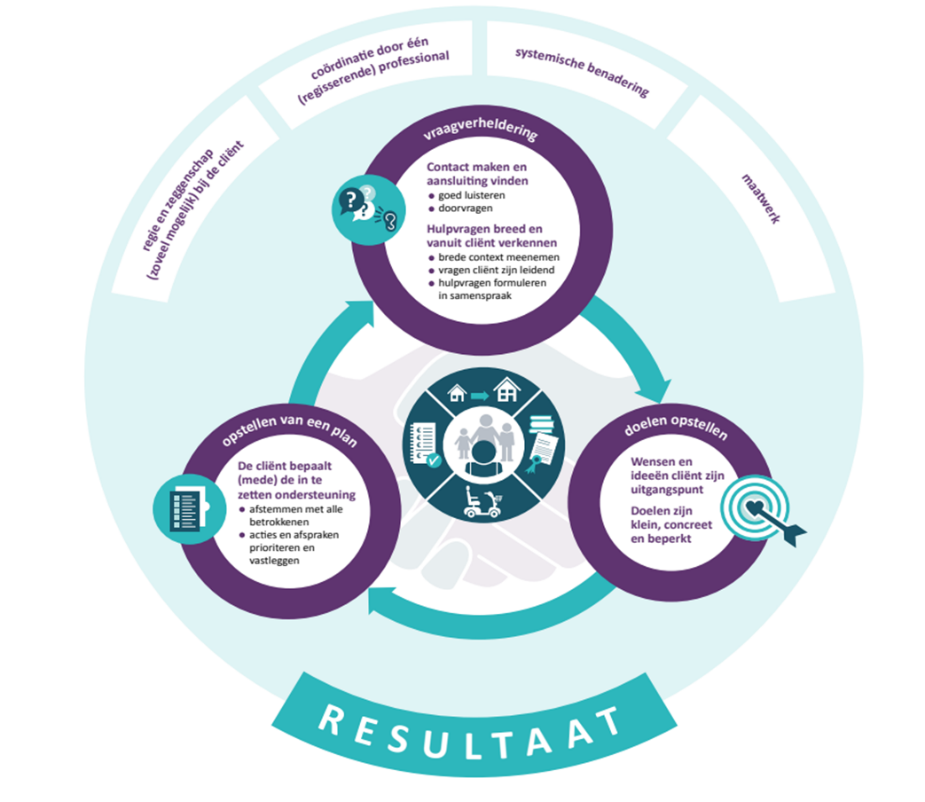 regie en zeggenschap
(zoveel mogelijk) bij de cliënt
coördinatie door één
(regisserende) professional
systemische benadering
maatwerk
vraagverheldering
Contact maken en
aansluiting vinden
• goed luisteren
• doorvragen
Hulpvragen breed en
vanuit cliënt verkennen
• brede context meenemen
• vragen cliënt zijn leidend
• hulpvragen formuleren
in samenspraak
? ? ?
doelen opstellen
Wensen en
ideeën cliënt zijn
uitgangspunt
Doelen zijn
klein, concreet
en beperkt
opstellen van een plan
De cliënt bepaalt
(mede) de in te
zetten ondersteuning
• afstemmen met alle
betrokkenen
• acties en afspraken
prioriteren en
vastleggen
RESULTAAT